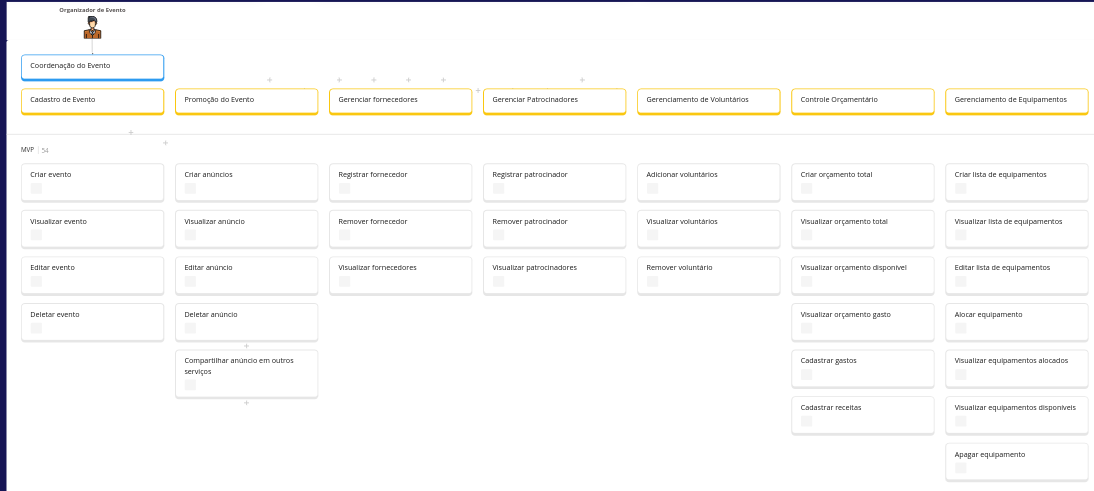 Organizador de Evento
Coordenação do Evento
Cadastro de Evento
Promoção do Evento
Gerenciar fornecedores
Gerenciar Patrocinadores
Gerenciamento de Voluntários
Controle Orçamentário
Gerenciamento de Equipamentos
MVP 54
Criar evento
Criar anúncios
Registrar fornecedor
Registrar patrocinador
Adicionar voluntários
Criar orçamento total
Criar lista de equipamentos
Visualizar evento
Visualizar anúncio
Remover fornecedor
Remover patrocinador
Visualizar voluntários
Visualizar orçamento total
Visualizar lista de equipamentos
Editar evento
Editar anúncio
Visualizar fornecedores
Visualizar patrocinadores
Remover voluntário
Visualizar orçamento disponível
Editar lista de equipamentos
Deletar evento
Deletar anúncio
Visualizar orçamento gasto
Alocar equipamento
Compartilhar anúncio em outros
serviços
Cadastrar gastos
Visualizar equipamentos alocados
Cadastrar receitas
Visualizar equipamentos disponíveis
Apagar equipamento